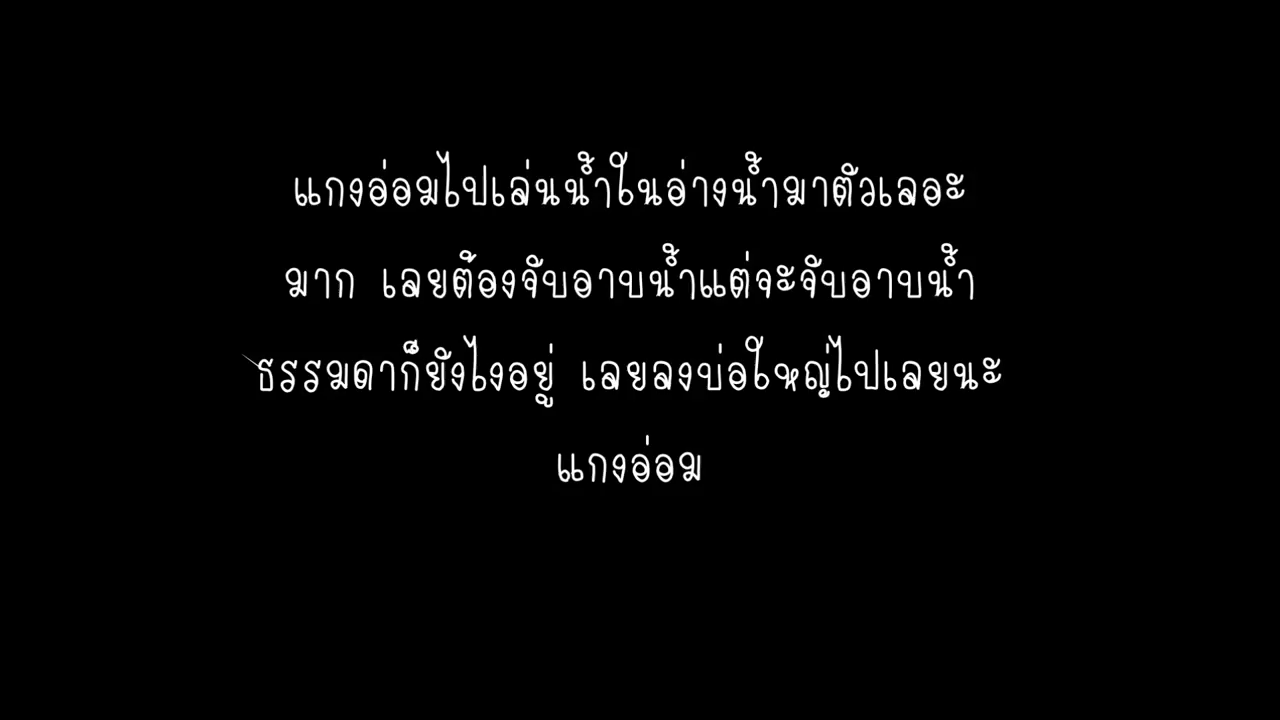 แกงอ่อมไปเล่นน้ำในอ่างน้ำมาตัวเลอะ
มาก เลยต้องจับอาบน้ำแต่จะจับอาบน้ำ
ธรรมดาก็ยังไงอยู่ เลยลงบ่อใหญ่ไปเลยนะ
แกงอ่อม